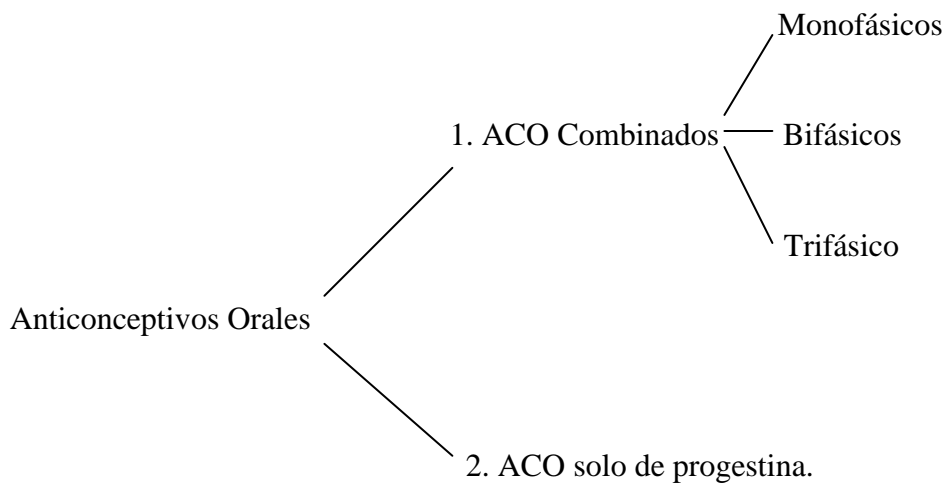 Monofásicos
1. ACO Combinados
Bifásicos
Trifásico
Anticonceptivos Orales
2. ACO solo de progestina.